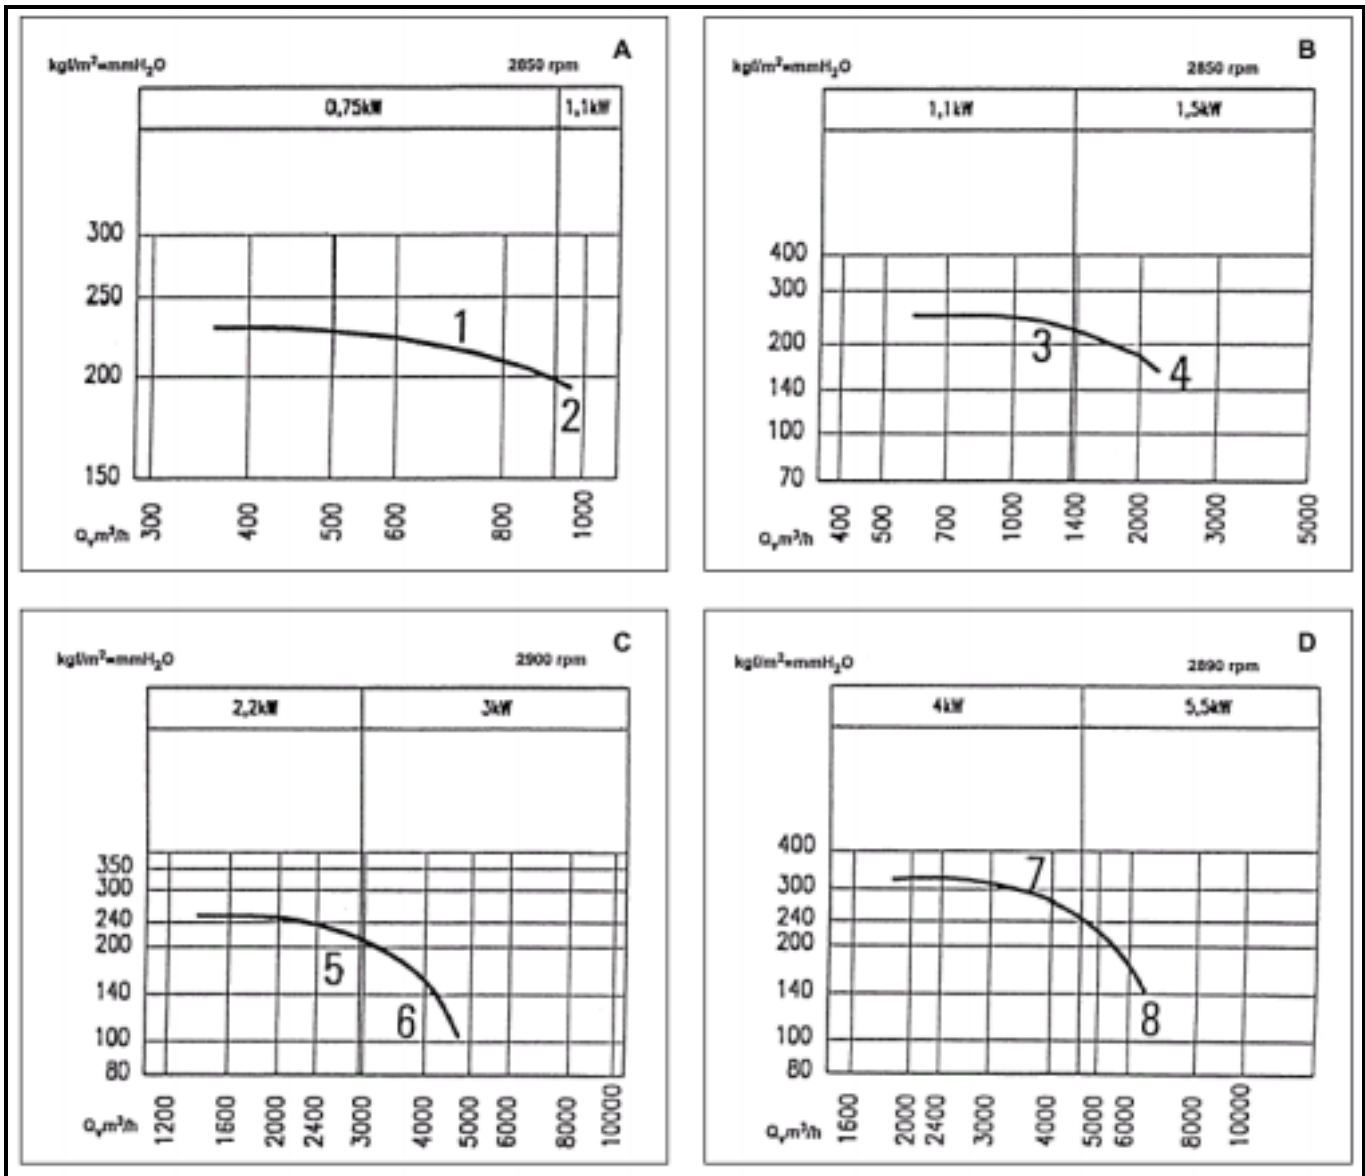 A
kgf/m²=mmH₂O 2850 rpm
0,75kW 1,1kW
300
250
200
150
1
2
Qᵥm³/h 300 400 500 600 800 1000
B
kgf/m²=mmH₂O 2850 rpm
1,1kW 1,5kW
400
300
200
140
100
70
3
4
Qᵥm³/h 400 500 700 1000 1400 2000 3000 5000
C
kgf/m²=mmH₂O 2900 rpm
2,2kW 3kW
350
300
240
200
140
100
80
5
6
Qᵥm³/h 1200 1600 2000 2400 3000 4000 5000 6000 8000 10000
D
kgf/m²=mmH₂O 2890 rpm
4kW 5,5kW
400
300
240
200
140
100
80
7
8
Qᵥm³/h 1600 2000 2400 3000 4000 5000 6000 8000 10000